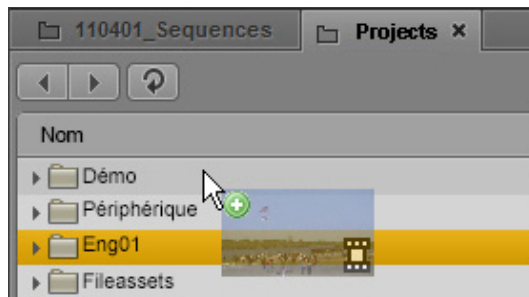 110401_Sequences Projects ×
Nom
Démo
Périphérique
Eng01
Fileassets